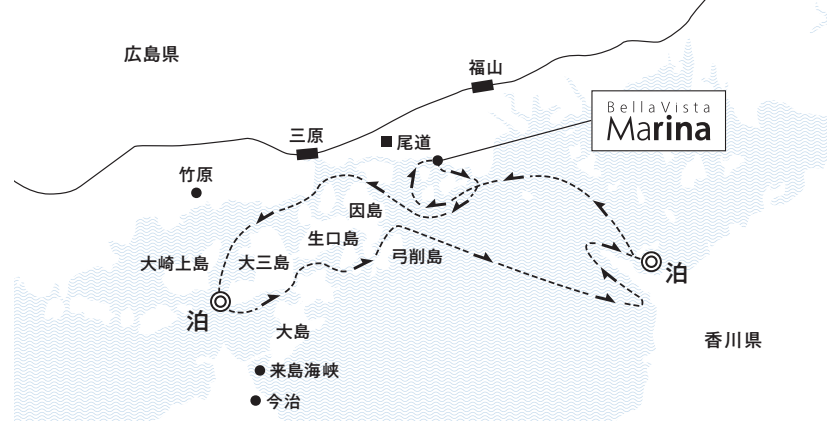 広島県
福山
BellaVista
Marina
三原
尾道
竹原
因島
生口島
大崎上島
大三島
弓削島
泊
泊
大島
香川県
来島海峡
今治